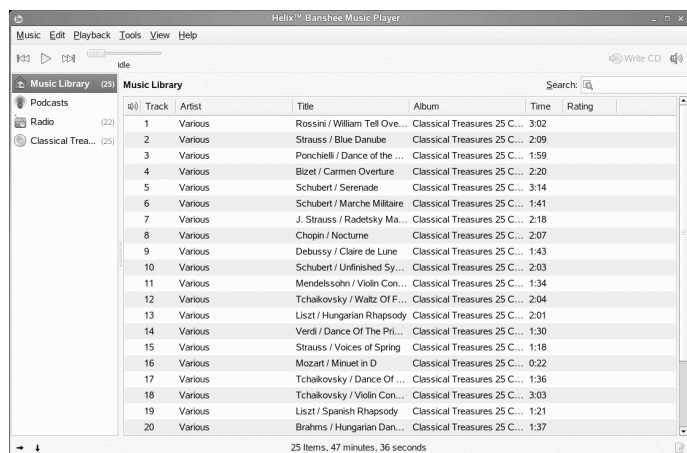 Helix™ Banshee Music Player
Music Edit Playback Tools View Help
Idle
Write CD
Music Library (25)
Podcasts
Radio (22)
Classical Trea... (25)
Music Library
Search:
Track Artist Title Album Time Rating
1 Various Rossini / William Tell Ove... Classical Treasures 25 C... 3:02
2 Various Strauss / Blue Danube Classical Treasures 25 C... 2:09
3 Various Ponchielli / Dance of the ... Classical Treasures 25 C... 1:59
4 Various Bizet / Carmen Overture Classical Treasures 25 C... 2:20
5 Various Schubert / Serenade Classical Treasures 25 C... 3:14
6 Various Schubert / Marche Militaire Classical Treasures 25 C... 1:41
7 Various J. Strauss / Radetsky Ma... Classical Treasures 25 C... 2:18
8 Various Chopin / Nocturne Classical Treasures 25 C... 2:07
9 Various Debussy / Claire de Lune Classical Treasures 25 C... 1:43
10 Various Schubert / Unfinished Sy... Classical Treasures 25 C... 2:03
11 Various Mendelssohn / Violin Con... Classical Treasures 25 C... 1:34
12 Various Tchaikovsky / Waltz Of F... Classical Treasures 25 C... 2:04
13 Various Liszt / Hungarian Rhapsody Classical Treasures 25 C... 2:01
14 Various Verdi / Dance Of The Pri... Classical Treasures 25 C... 1:30
15 Various Strauss / Voices of Spring Classical Treasures 25 C... 1:18
16 Various Mozart / Minuet in D Classical Treasures 25 C... 0:22
17 Various Tchaikovsky / Dance Of ... Classical Treasures 25 C... 1:36
18 Various Tchaikovsky / Violin Con... Classical Treasures 25 C... 3:03
19 Various Liszt / Spanish Rhapsody Classical Treasures 25 C... 1:21
20 Various Brahms / Hungarian Dan... Classical Treasures 25 C... 1:37
25 Items, 47 minutes, 36 seconds